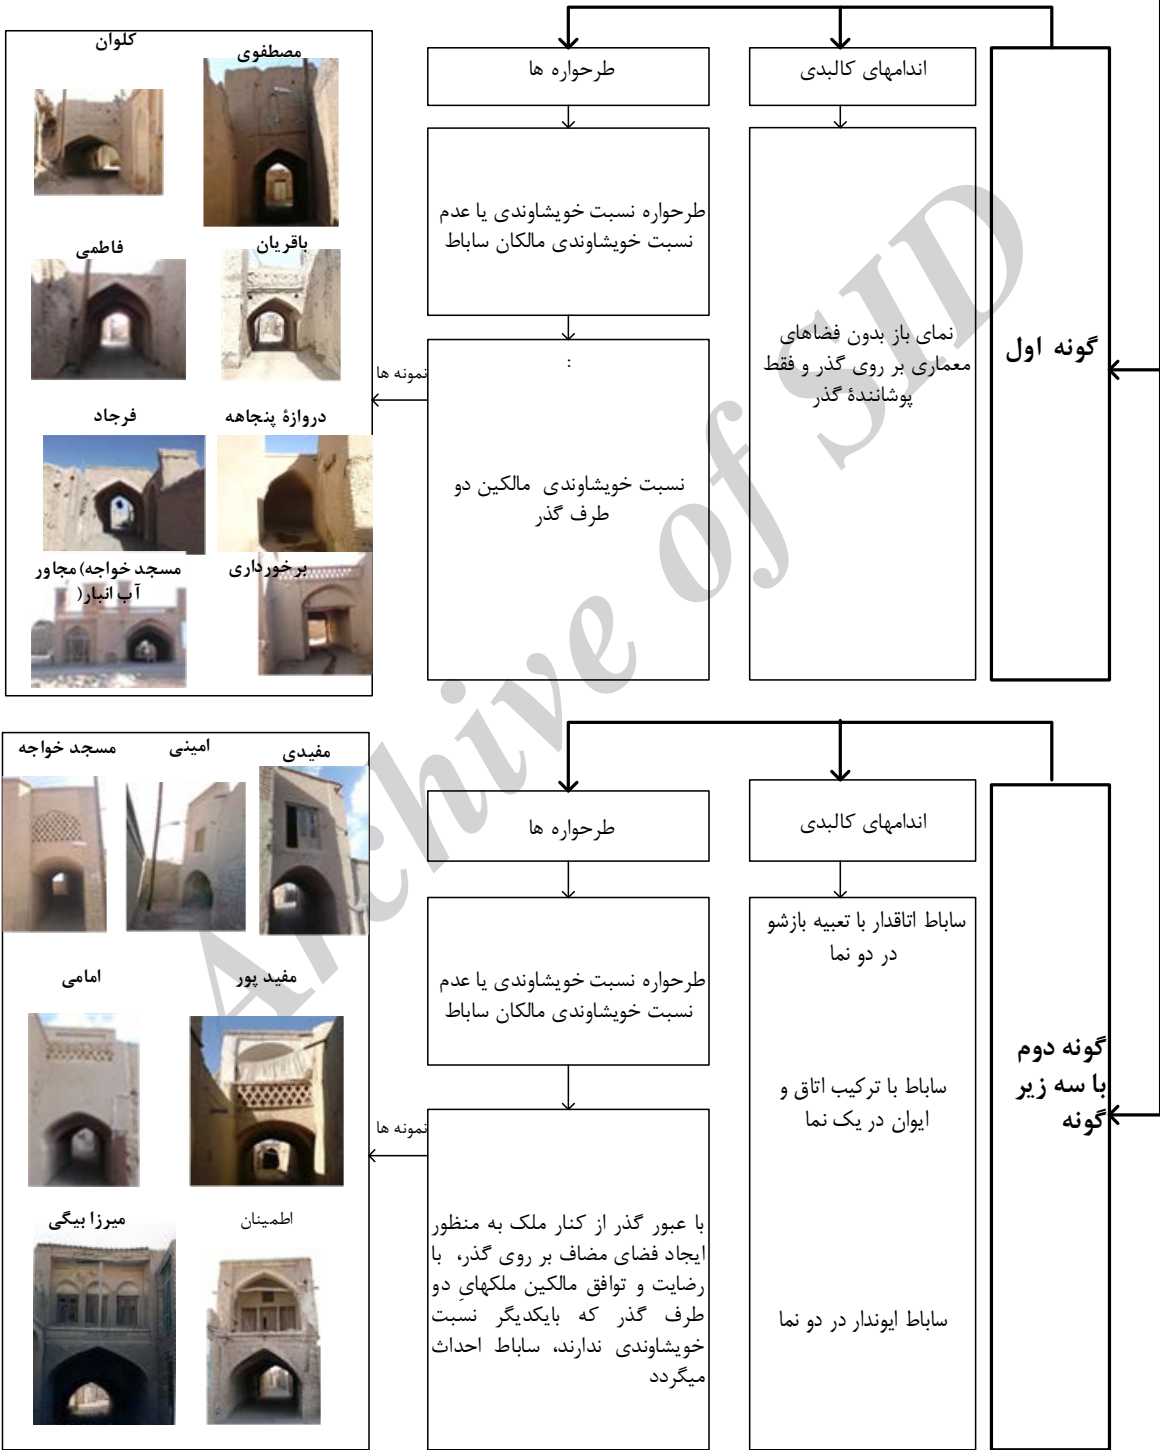 گونه اول
اندامهای کالبدی
نمای باز بدون فضاهای
معماری بر روی گذر و فقط
پوشانندۀ گذر
طرحواره ها
طرحواره نسبت خویشاوندی یا عدم
نسبت خویشاوندی مالکان ساباط
:
نسبت خویشاوندی مالکین دو
طرف گذر
نمونه ها
مصطفوی
کلوان
باقریان
فاطمی
دروازۀ پنجاهه
فرجاد
برخورداری
مسجد خواجه)مجاور
آب انبار(
گونه دوم
با سه زیر
گونه
اندامهای کالبدی
ساباط اتاقدار با تعبیه بازشو
در دو نما
ساباط با ترکیب اتاق و
ایوان در یک نما
ساباط ایوندار در دو نما
طرحواره ها
طرحواره نسبت خویشاوندی یا عدم
نسبت خویشاوندی مالکان ساباط
با عبور گذر از کنار ملک به منظور
ایجاد فضای مضاف بر روی گذر، با
رضایت و توافق مالکین ملکهایِ دو
طرف گذر که بایکدیگر نسبت
خویشاوندی ندارند، ساباط احداث
میگردد
نمونه ها
مفیدی
امینی
مسجد خواجه
مفید پور
امامی
اطمینان
میرزا بیگی
Archive of SID